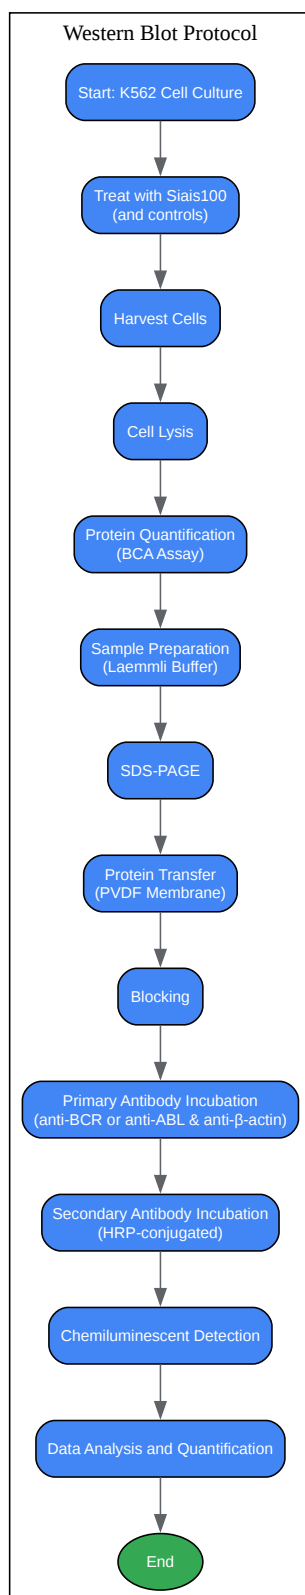 Western Blot Protocol
Start: K562 Cell Culture
Treat with Siais100
(and controls)
Harvest Cells
Cell Lysis
Protein Quantification
(BCA Assay)
Sample Preparation
(Laemmli Buffer)
SDS-PAGE
Protein Transfer
(PVDF Membrane)
Blocking
Primary Antibody Incubation
(anti-BCR or anti-ABL & anti-β-actin)
Secondary Antibody Incubation
(HRP-conjugated)
Chemiluminescent Detection
Data Analysis and Quantification
End